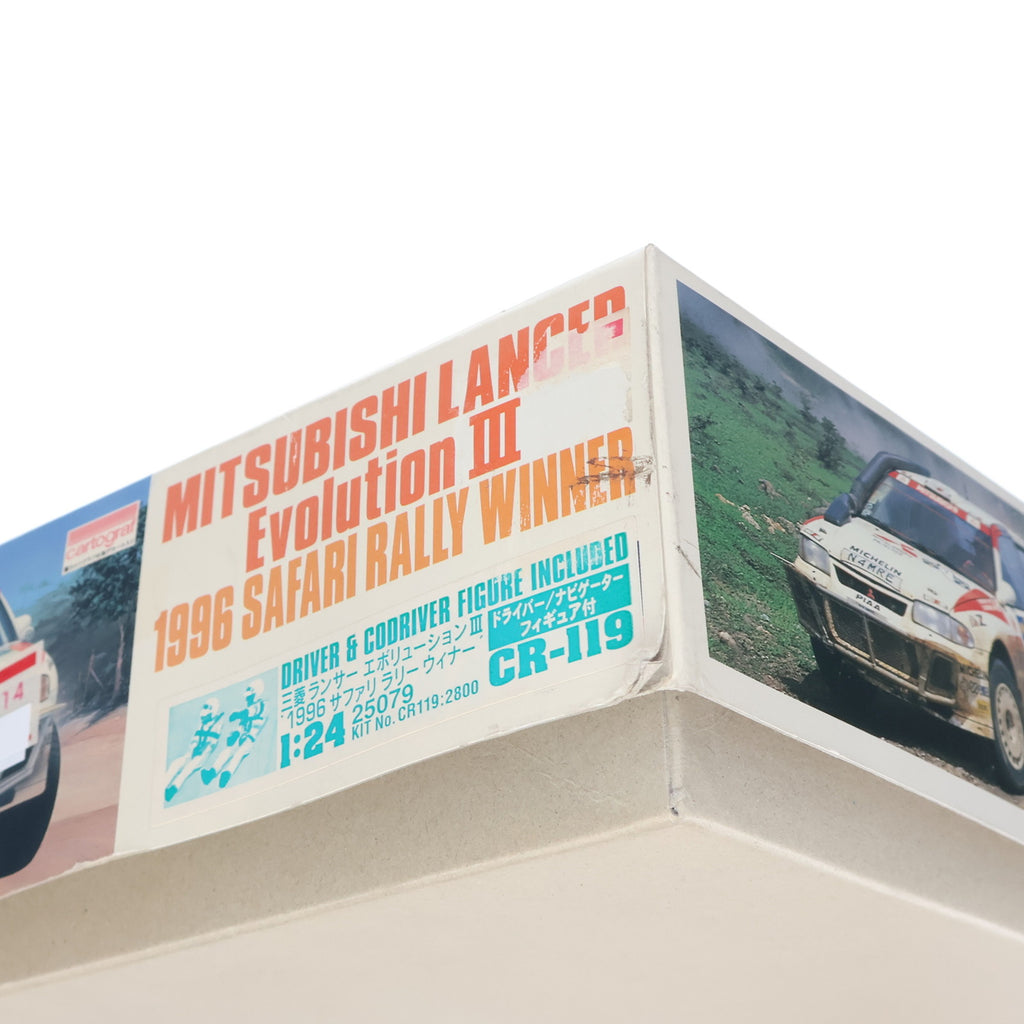 MITSUBISHI LANCER
Evolution III
1996 SAFARI RALLY WINNER
DRIVER & CODRIVER FIGURE INCLUDED
三菱 ランサー エボリューション III
1996 サファリ ラリー ウィナー
1:24
25079
KIT No. CR119:2800
ドライバー/ナビゲーター
フィギュア付
CR-119
cartograf
14
MICHELIN
N4MRE
PIAA